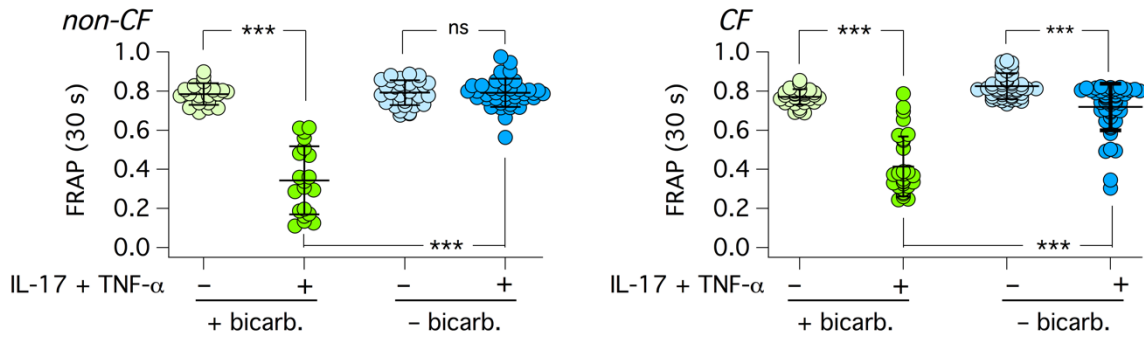 non-CF
***
ns
1.0
0.8
0.6
0.4
0.2
0.0
FRAP (30 s)
***
IL-17 + TNF-α
− + − +
+ bicarb. − bicarb.
CF
***
***
1.0
0.8
0.6
0.4
0.2
0.0
FRAP (30 s)
***
IL-17 + TNF-α
− + − +
+ bicarb. − bicarb.